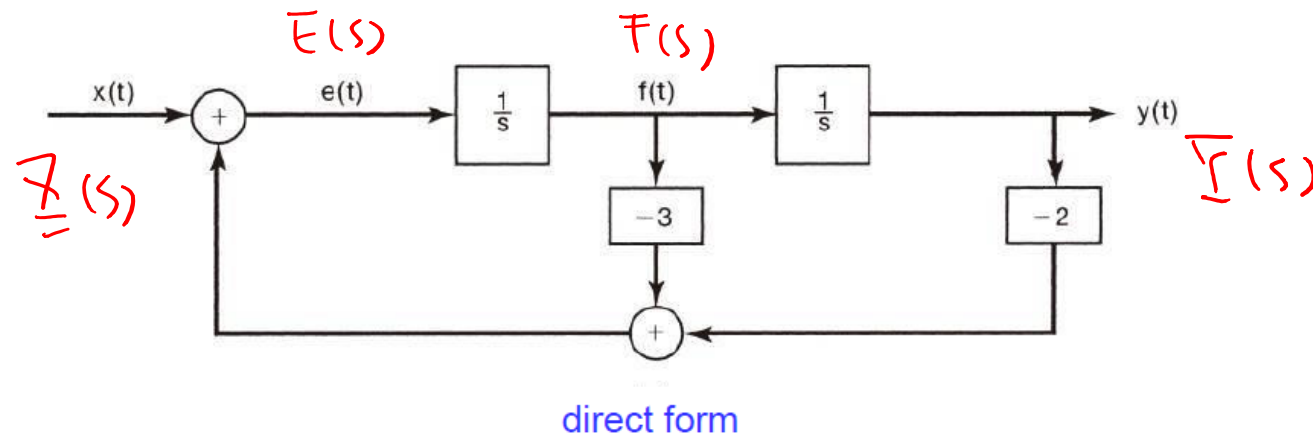 E(s) F(s)
x(t) + e(t) 1/s f(t) 1/s y(t)
X(s) Y(s)
-3 -2
+
direct form